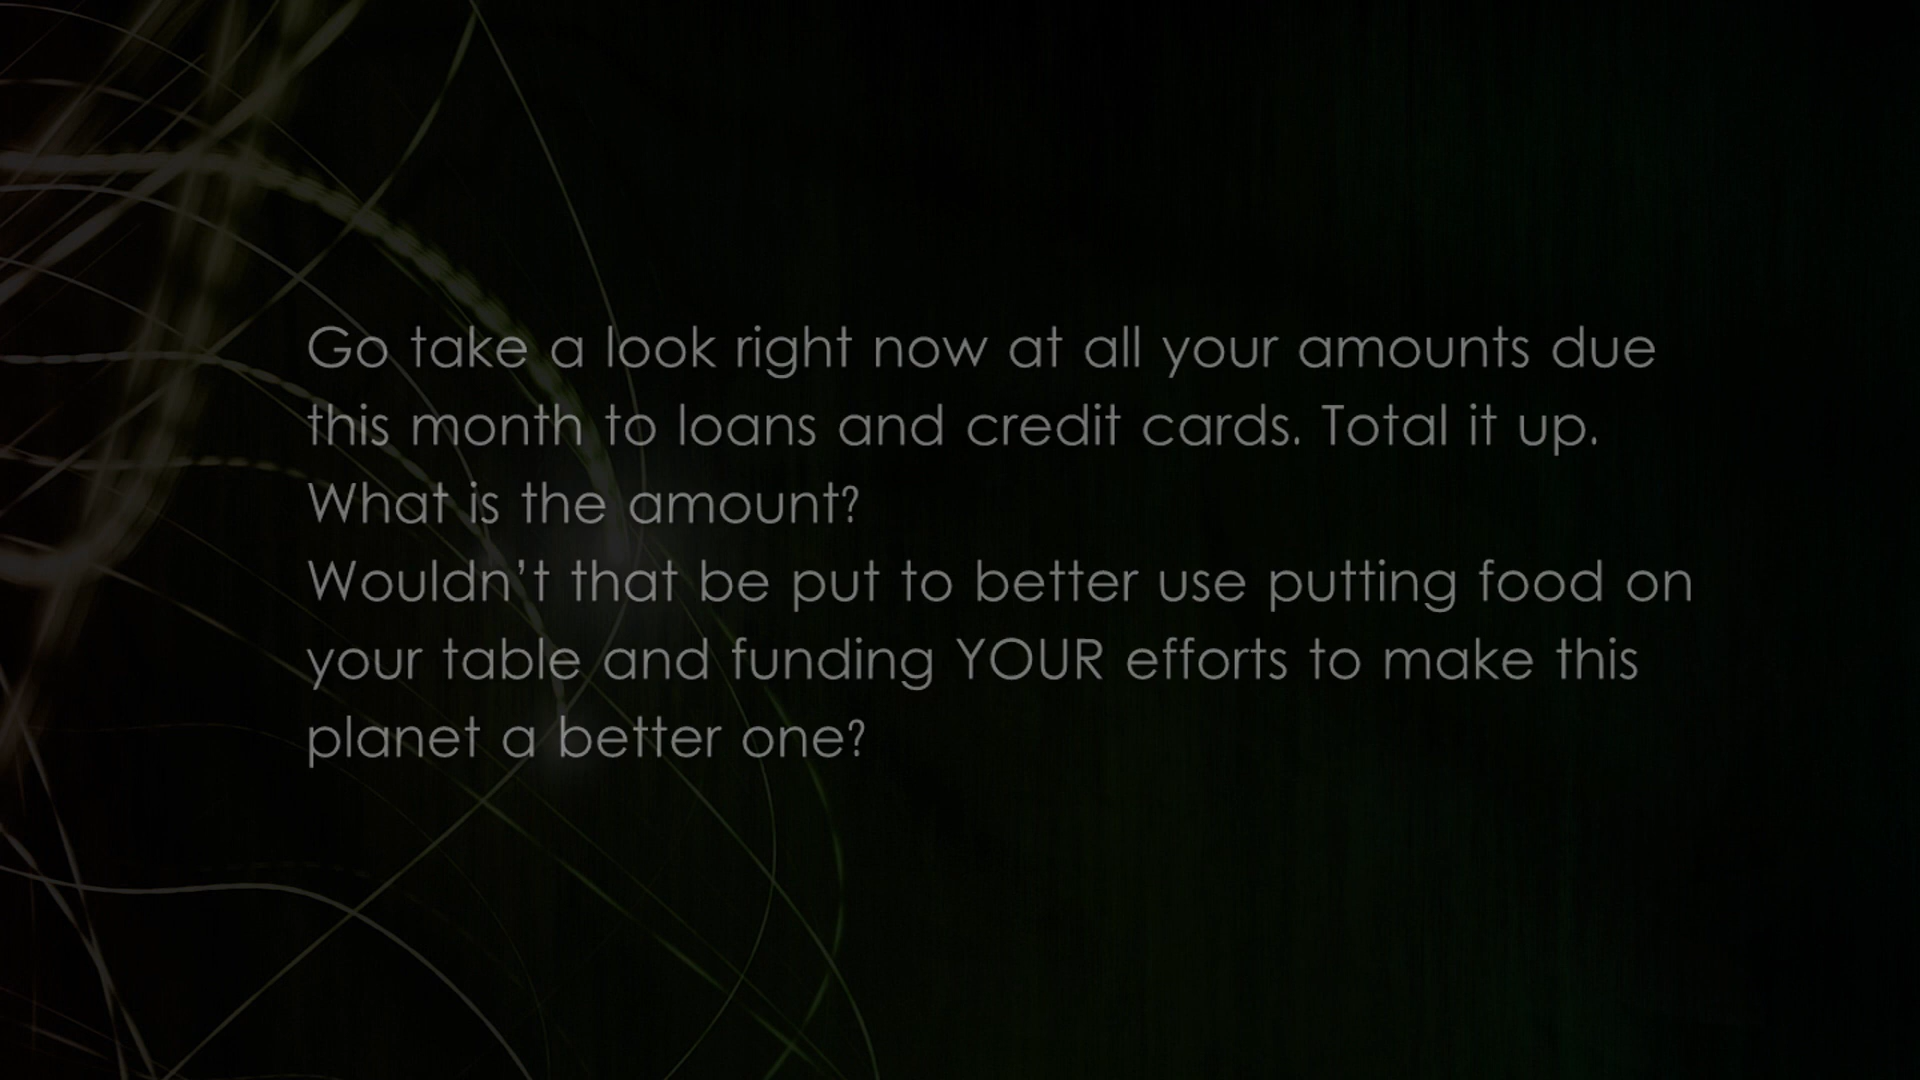 Go take a look right now at all your amounts due
this month to loans and credit cards. Total it up.
What is the amount?
Wouldn’t that be put to better use putting food on
your table and funding YOUR efforts to make this
planet a better one?